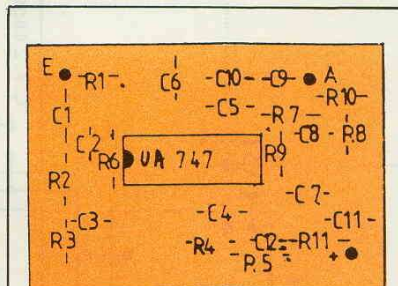 E R1 C6 C10 C9 A
C1 C5 R7 R10
C2 R6 UA 747 R9 C8 R8
R2 C7
C3 C4 C11
R3 R4 C12 R11 +
R5